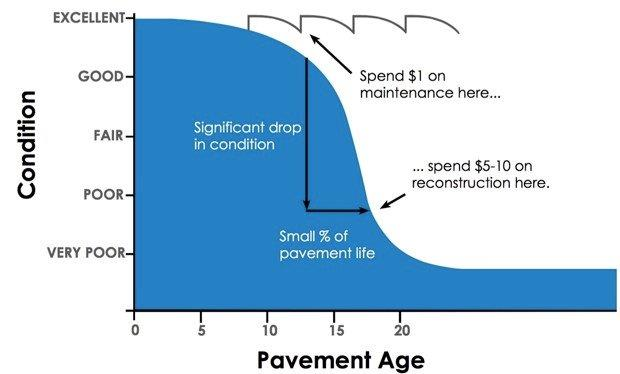 EXCELLENT
GOOD
FAIR
POOR
VERY POOR
Condition
Spend $1 on
maintenance here...
Significant drop
in condition
... spend $5-10 on
reconstruction here.
Small % of
pavement life
0 5 10 15 20
Pavement Age